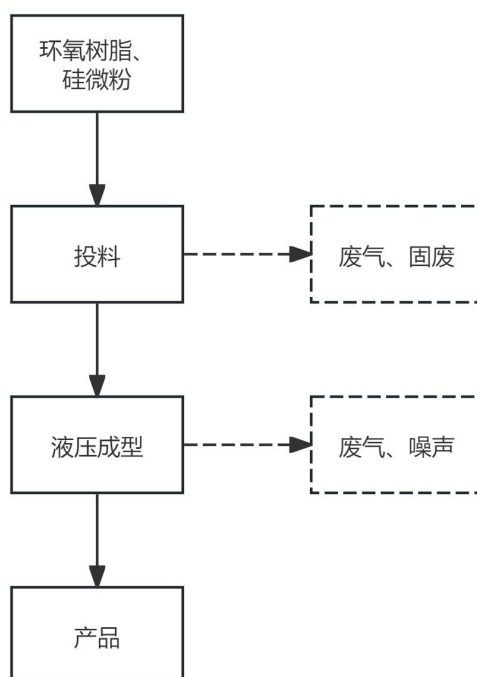 环氧树脂、
硅微粉
投料
废气、固废
液压成型
废气、噪声
产品